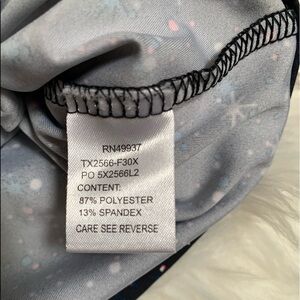 RN49937
TX2566-F30X
PO 5X2566L2
CONTENT:
87% POLYESTER
13% SPANDEX
CARE SEE REVERSE